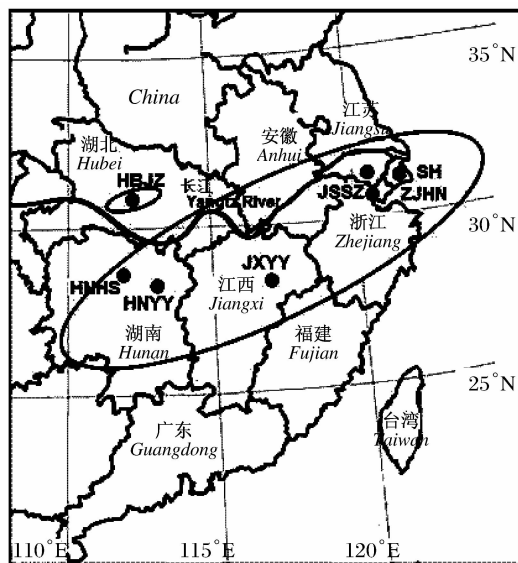 35°N
China
江苏
Jiangsu
安徽
Anhui
湖北
Hubei
HBJZ
长江
Yangtz River
SH
JSSZ
ZJHN
30°N
浙江
Zhejiang
HNHS
HNYY
JXYY
江西
Jiangxi
湖南
Hunan
福建
Fujian
25°N
广东
Guangdong
台湾
Taiwan
110°E
115°E
120°E